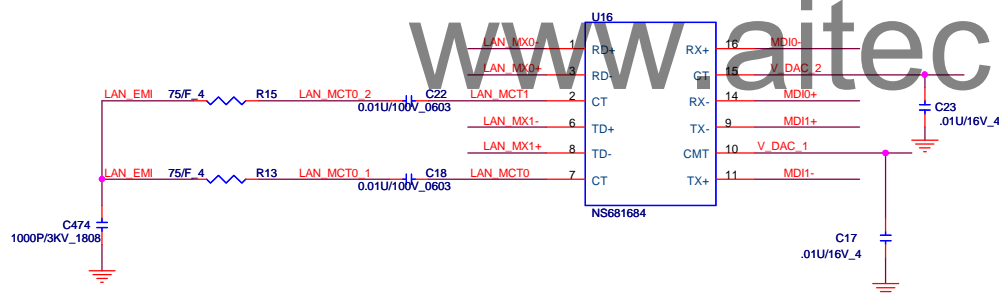 www.aitec
U16
LAN_MX0- 1 RD+ RX+ 16 MDI0-
LAN_MX0+ 3 RD- CT 15 V_DAC_2
LAN_EMI 75/F_4 R15 LAN_MCT0_2 C22 LAN_MCT1 2 CT RX- 14 MDI0+ C23
0.01U/100V_0603 .01U/16V_4
LAN_MX1- 6 TD+ TX- 9 MDI1+
LAN_MX1+ 8 TD- CMT 10 V_DAC_1
LAN_EMI 75/F_4 R13 LAN_MCT0_1 C18 LAN_MCT0 7 CT TX+ 11 MDI1-
0.01U/100V_0603
NS681684
C474
1000P/3KV_1808
C17
.01U/16V_4